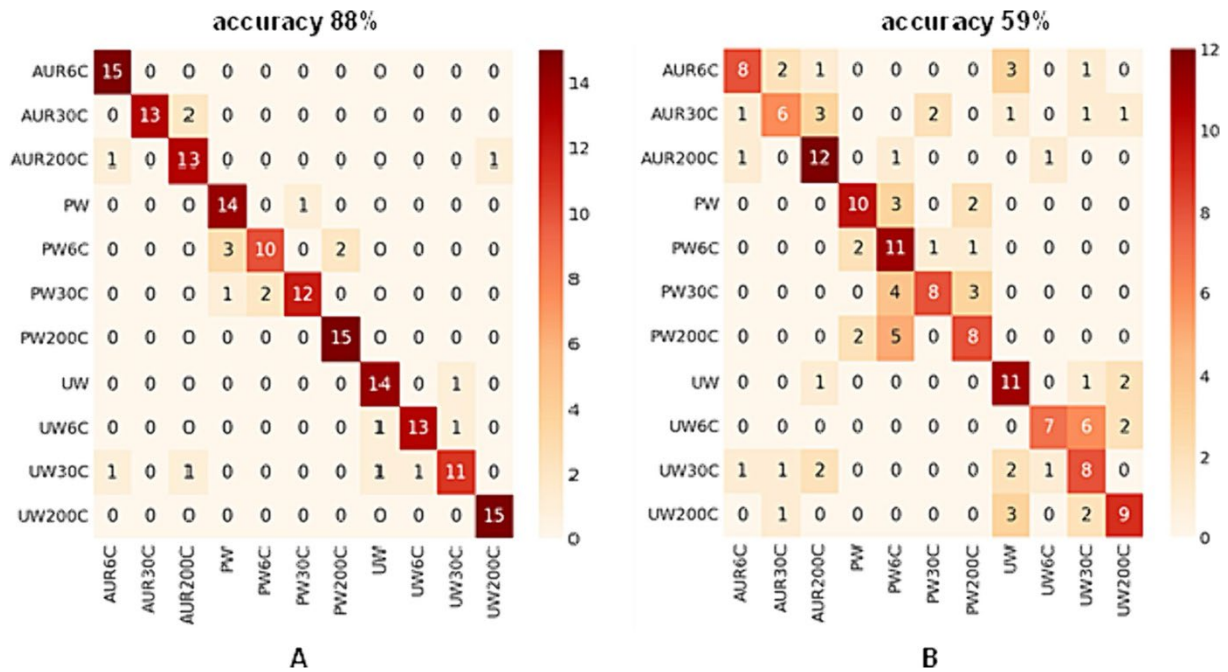 accuracy 88%
AUR6C 15 0 0 0 0 0 0 0 0 0 0
AUR30C 0 13 2 0 0 0 0 0 0 0 0
AUR200C 1 0 13 0 0 0 0 0 0 0 1
PW 0 0 0 14 0 1 0 0 0 0 0
PW6C 0 0 0 3 10 0 2 0 0 0 0
PW30C 0 0 0 1 2 12 0 0 0 0 0
PW200C 0 0 0 0 0 0 15 0 0 0 0
UW 0 0 0 0 0 0 0 14 0 1 0
UW6C 0 0 0 0 0 0 0 1 13 1 0
UW30C 1 0 1 0 0 0 0 1 1 11 0
UW200C 0 0 0 0 0 0 0 0 0 0 15
AUR6C AUR30C AUR200C PW PW6C PW30C PW200C UW UW6C UW30C UW200C
14
12
10
8
6
4
2
0
A
accuracy 59%
AUR6C 8 2 1 0 0 0 0 3 0 1 0
AUR30C 1 6 3 0 0 2 0 1 0 1 1
AUR200C 1 0 12 0 1 0 0 0 1 0 0
PW 0 0 0 10 3 0 2 0 0 0 0
PW6C 0 0 0 2 11 1 1 0 0 0 0
PW30C 0 0 0 0 4 8 3 0 0 0 0
PW200C 0 0 0 2 5 0 8 0 0 0 0
UW 0 0 1 0 0 0 0 11 0 1 2
UW6C 0 0 0 0 0 0 0 0 7 6 2
UW30C 1 1 2 0 0 0 0 2 1 8 0
UW200C 0 1 0 0 0 0 0 3 0 2 9
AUR6C AUR30C AUR200C PW PW6C PW30C PW200C UW UW6C UW30C UW200C
12
10
8
6
4
2
0
B